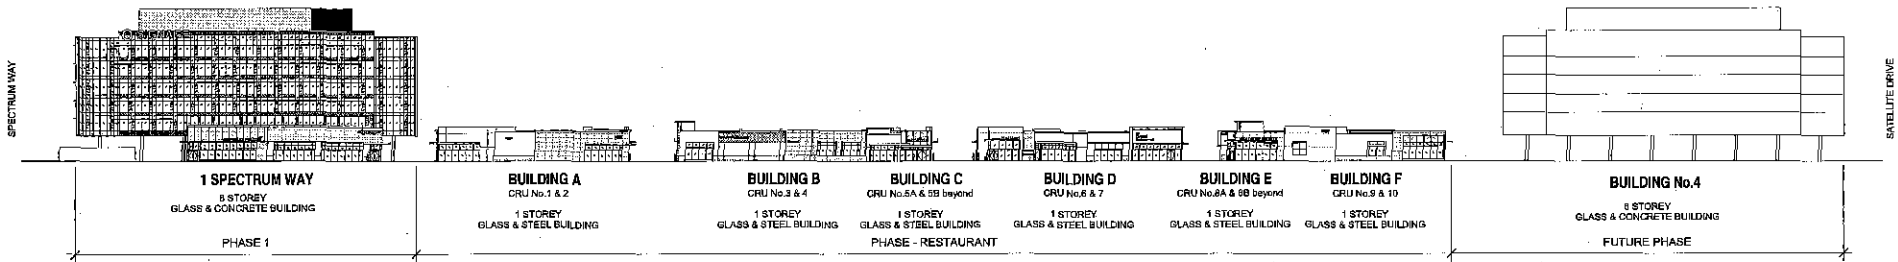 SPECTRUM WAY
SATELLITE DRIVE
1 SPECTRUM WAY
GLASS & CONCRETE BUILDING
PHASE 1
BUILDING A
CRU No.1 & 2
1 STOREY
GLASS & STEEL BUILDING
BUILDING B
CRU No.3 & 4
1 STOREY
GLASS & STEEL BUILDING
BUILDING C
CRU No.5A & 5B beyond
1 STOREY
GLASS & STEEL BUILDING
BUILDING D
CRU No.6 & 7
1 STOREY
GLASS & STEEL BUILDING
BUILDING E
CRU No.8A & 8B beyond
1 STOREY
GLASS & STEEL BUILDING
BUILDING F
CRU No.9 & 10
1 STOREY
GLASS & STEEL BUILDING
PHASE - RESTAURANT
BUILDING No.4
STOREY
GLASS & CONCRETE BUILDING
FUTURE PHASE